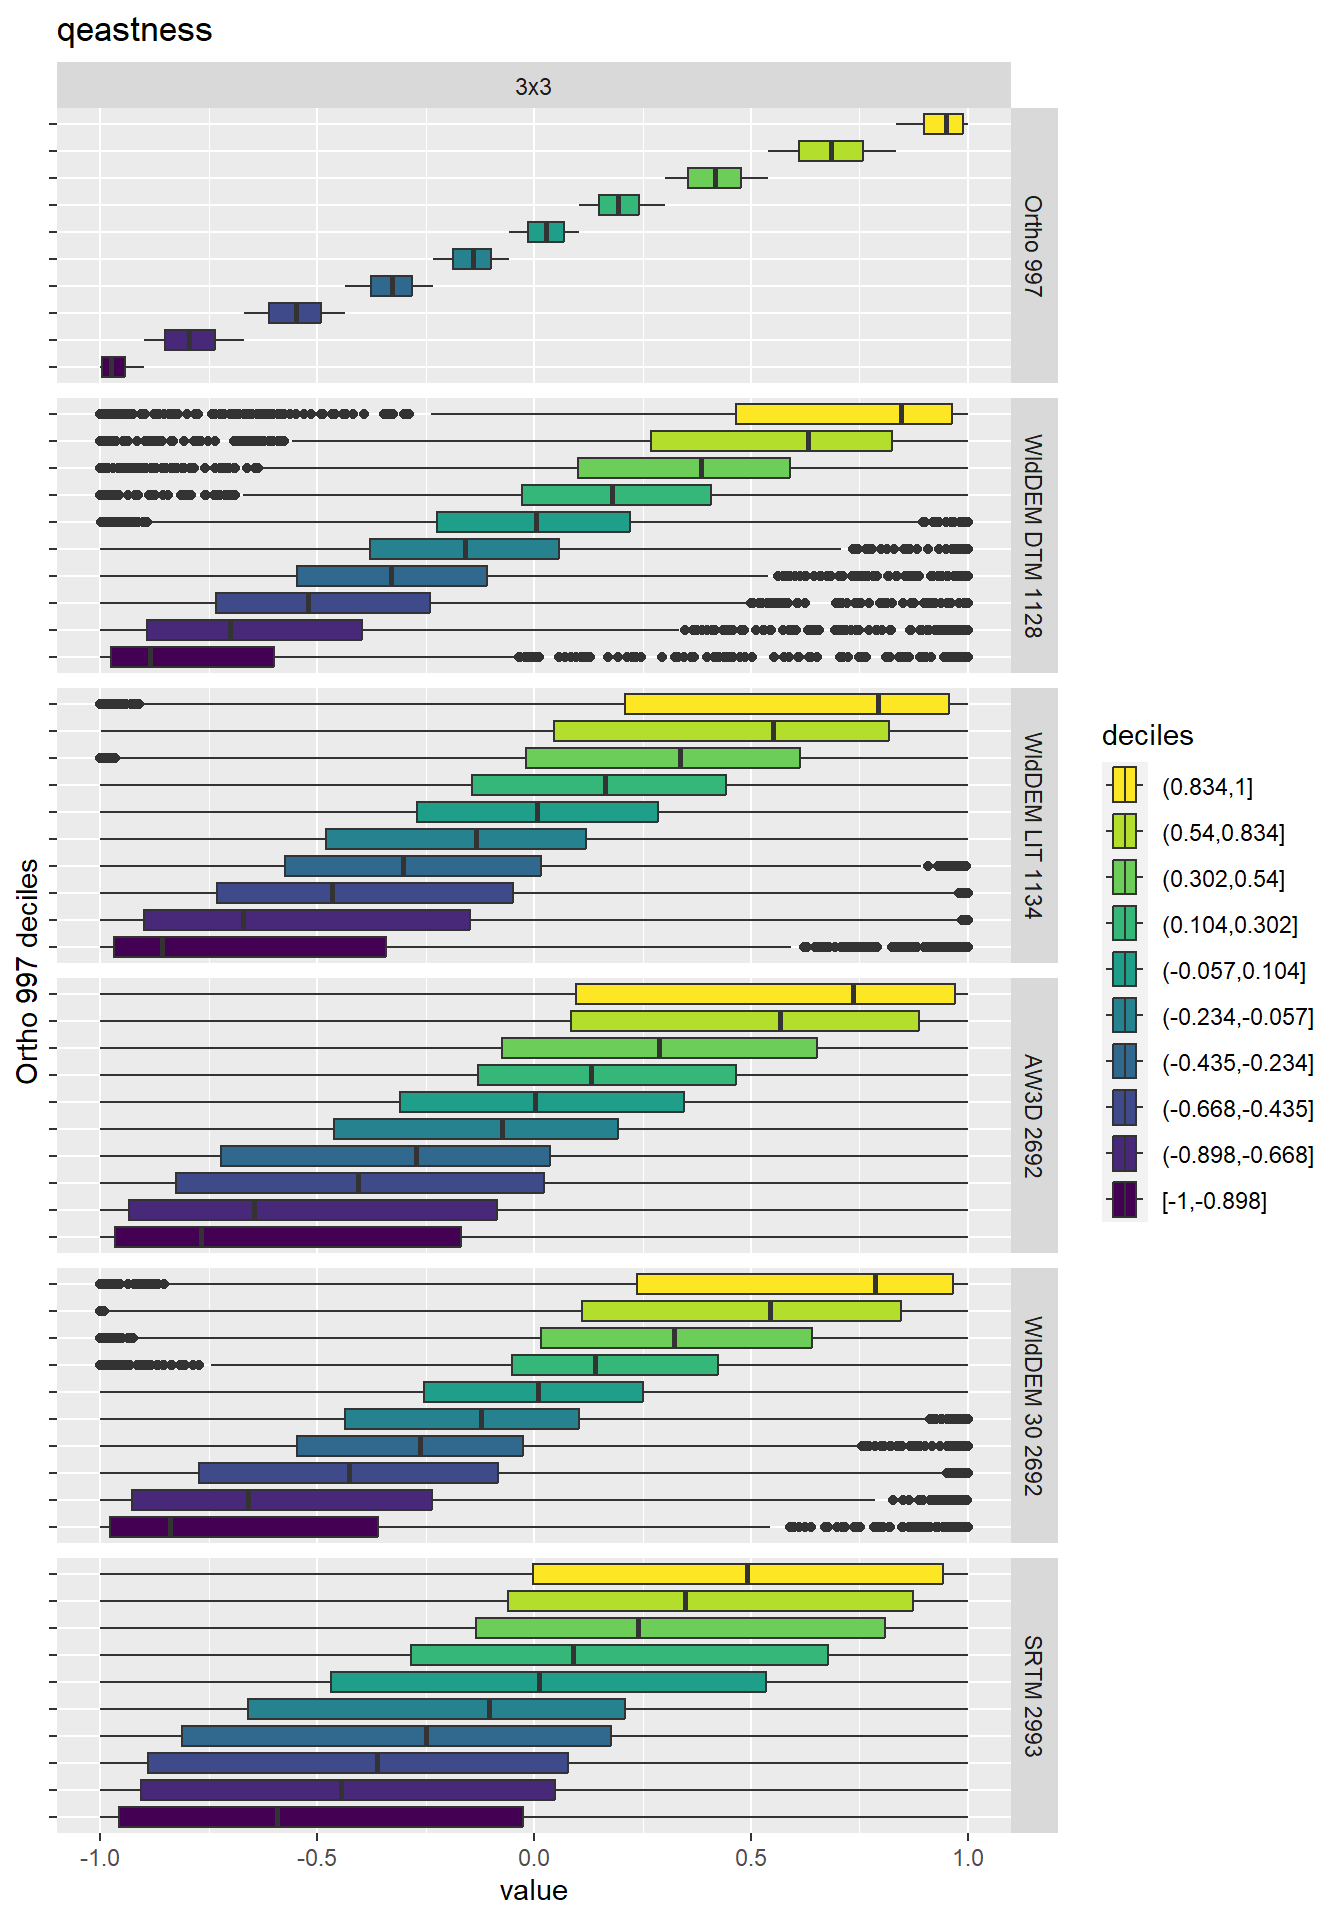 qeastness
3x3
Ortho 997
WldDEM DTM 1128
WldDEM LIT 1134
AW3D 2692
WldDEM 30 2692
SRTM 2993
Ortho 997 deciles
-1.0
-0.5
0.0
0.5
1.0
value
deciles
(0.834,1]
(0.54,0.834]
(0.302,0.54]
(0.104,0.302]
(-0.057,0.104]
(-0.234,-0.057]
(-0.435,-0.234]
(-0.668,-0.435]
(-0.898,-0.668]
[-1,-0.898]